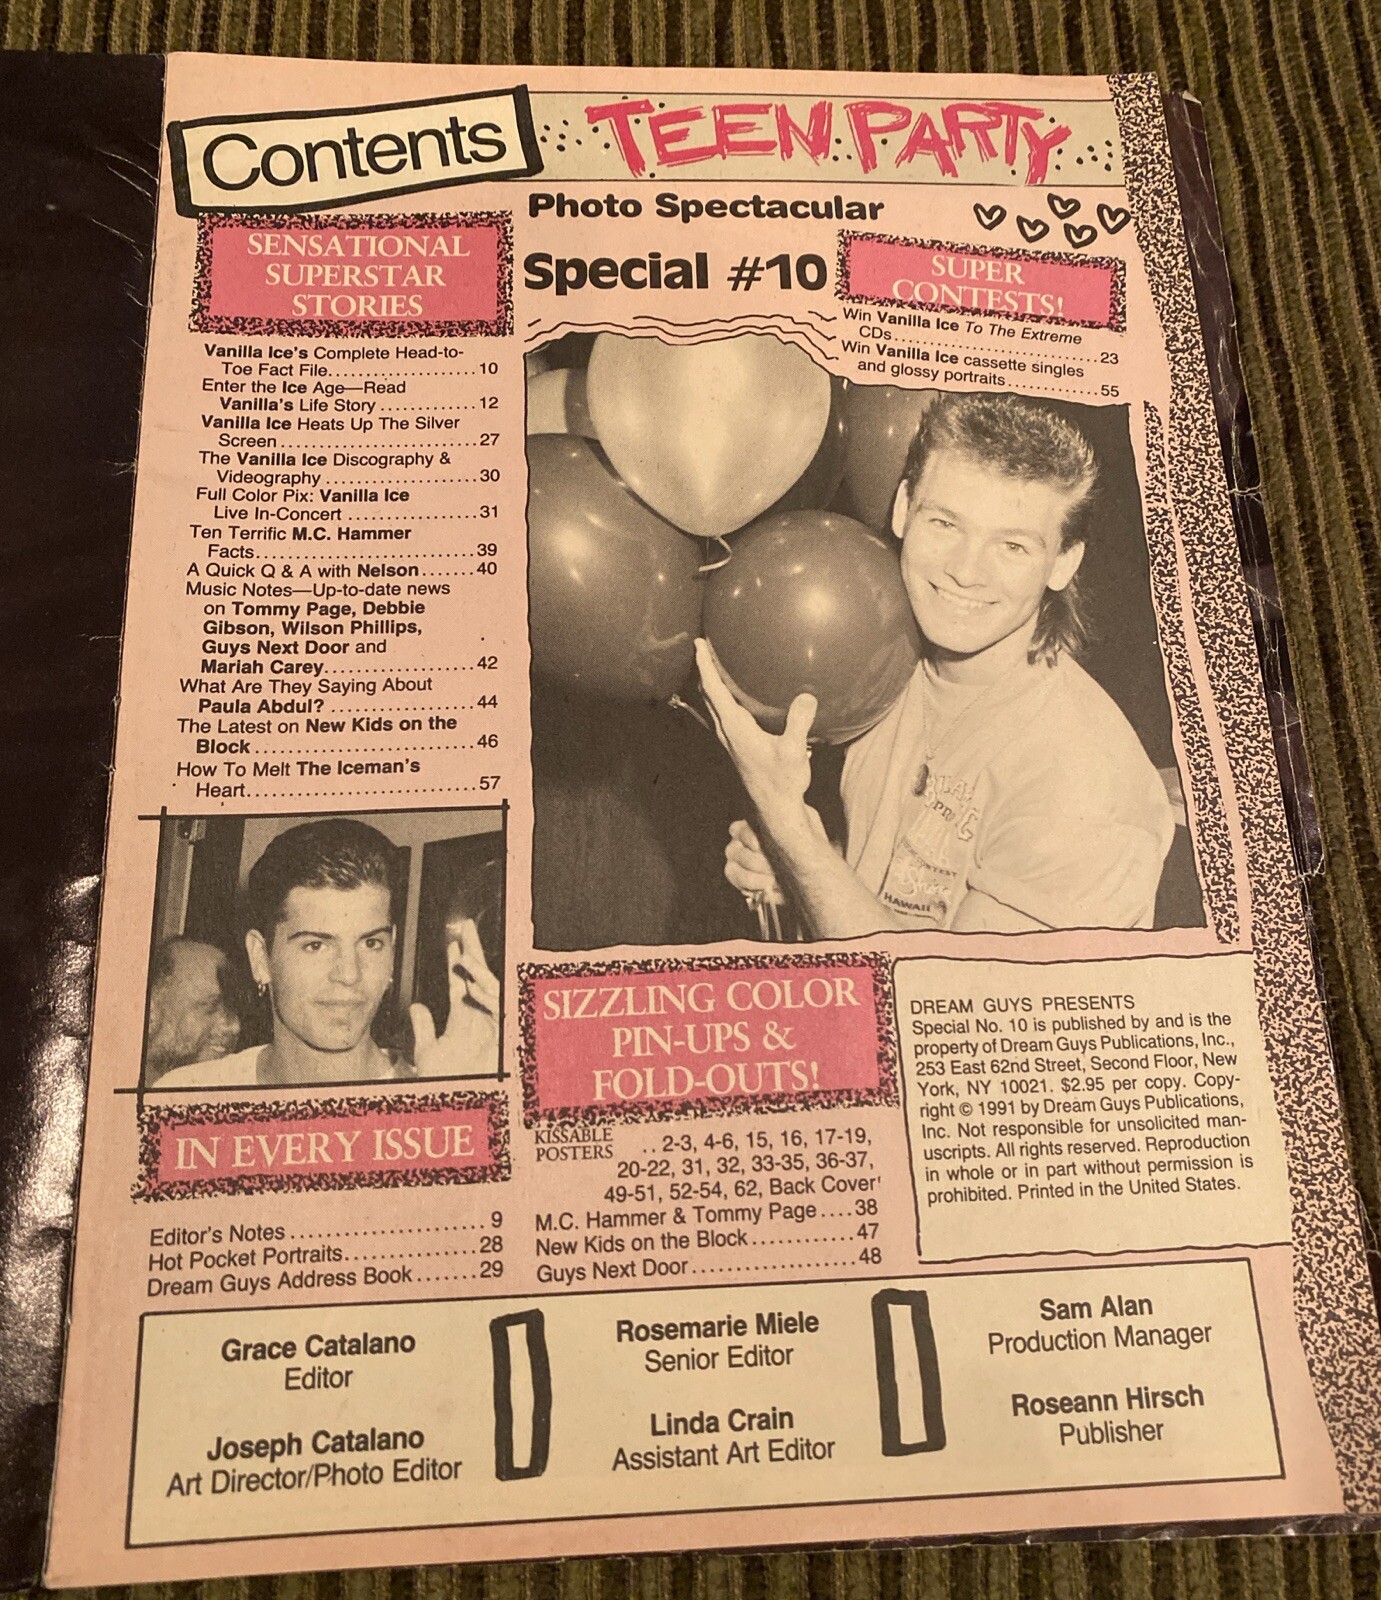 Contents
TEEN PARTY
Photo Spectacular
Special #10
SENSATIONAL
SUPERSTAR
STORIES
Vanilla Ice's Complete Head-to-
Toe Fact File....................10
Enter the Ice Age—Read
Vanilla's Life Story .............12
Vanilla Ice Heats Up The Silver
Screen...........................27
The Vanilla Ice Discography &
Videography .....................30
Full Color Pix: Vanilla Ice
Live In-Concert ..................31
Ten Terrific M.C. Hammer
Facts.............................39
A Quick Q & A with Nelson.......40
Music Notes—Up-to-date news
on Tommy Page, Debbie
Gibson, Wilson Phillips,
Guys Next Door and
Mariah Carey....................42
What Are They Saying About
Paula Abdul? ...................44
The Latest on New Kids on the
Block............................46
How To Melt The Iceman's
Heart.............................57
SUPER
CONTESTS!
Win Vanilla Ice To The Extreme
CDs.............................23
Win Vanilla Ice cassette singles
and glossy portraits.............55
HAWAII
IN EVERY ISSUE
Editor's Notes ........................9
Hot Pocket Portraits...............28
Dream Guys Address Book.......29
SIZZLING COLOR
PIN-UPS &
FOLD-OUTS!
KISSABLE
POSTERS .. 2-3, 4-6, 15, 16, 17-19,
20-22, 31, 32, 33-35, 36-37,
49-51, 52-54, 62, Back Cover
M.C. Hammer & Tommy Page ....38
New Kids on the Block............47
Guys Next Door...................48
DREAM GUYS PRESENTS
Special No. 10 is published by and is the
property of Dream Guys Publications, Inc.,
253 East 62nd Street, Second Floor, New
York, NY 10021. $2.95 per copy. Copy-
right © 1991 by Dream Guys Publications,
Inc. Not responsible for unsolicited man-
uscripts. All rights reserved. Reproduction
in whole or in part without permission is
prohibited. Printed in the United States.
Grace Catalano
Editor
Joseph Catalano
Art Director/Photo Editor
Rosemarie Miele
Senior Editor
Linda Crain
Assistant Art Editor
Sam Alan
Production Manager
Roseann Hirsch
Publisher